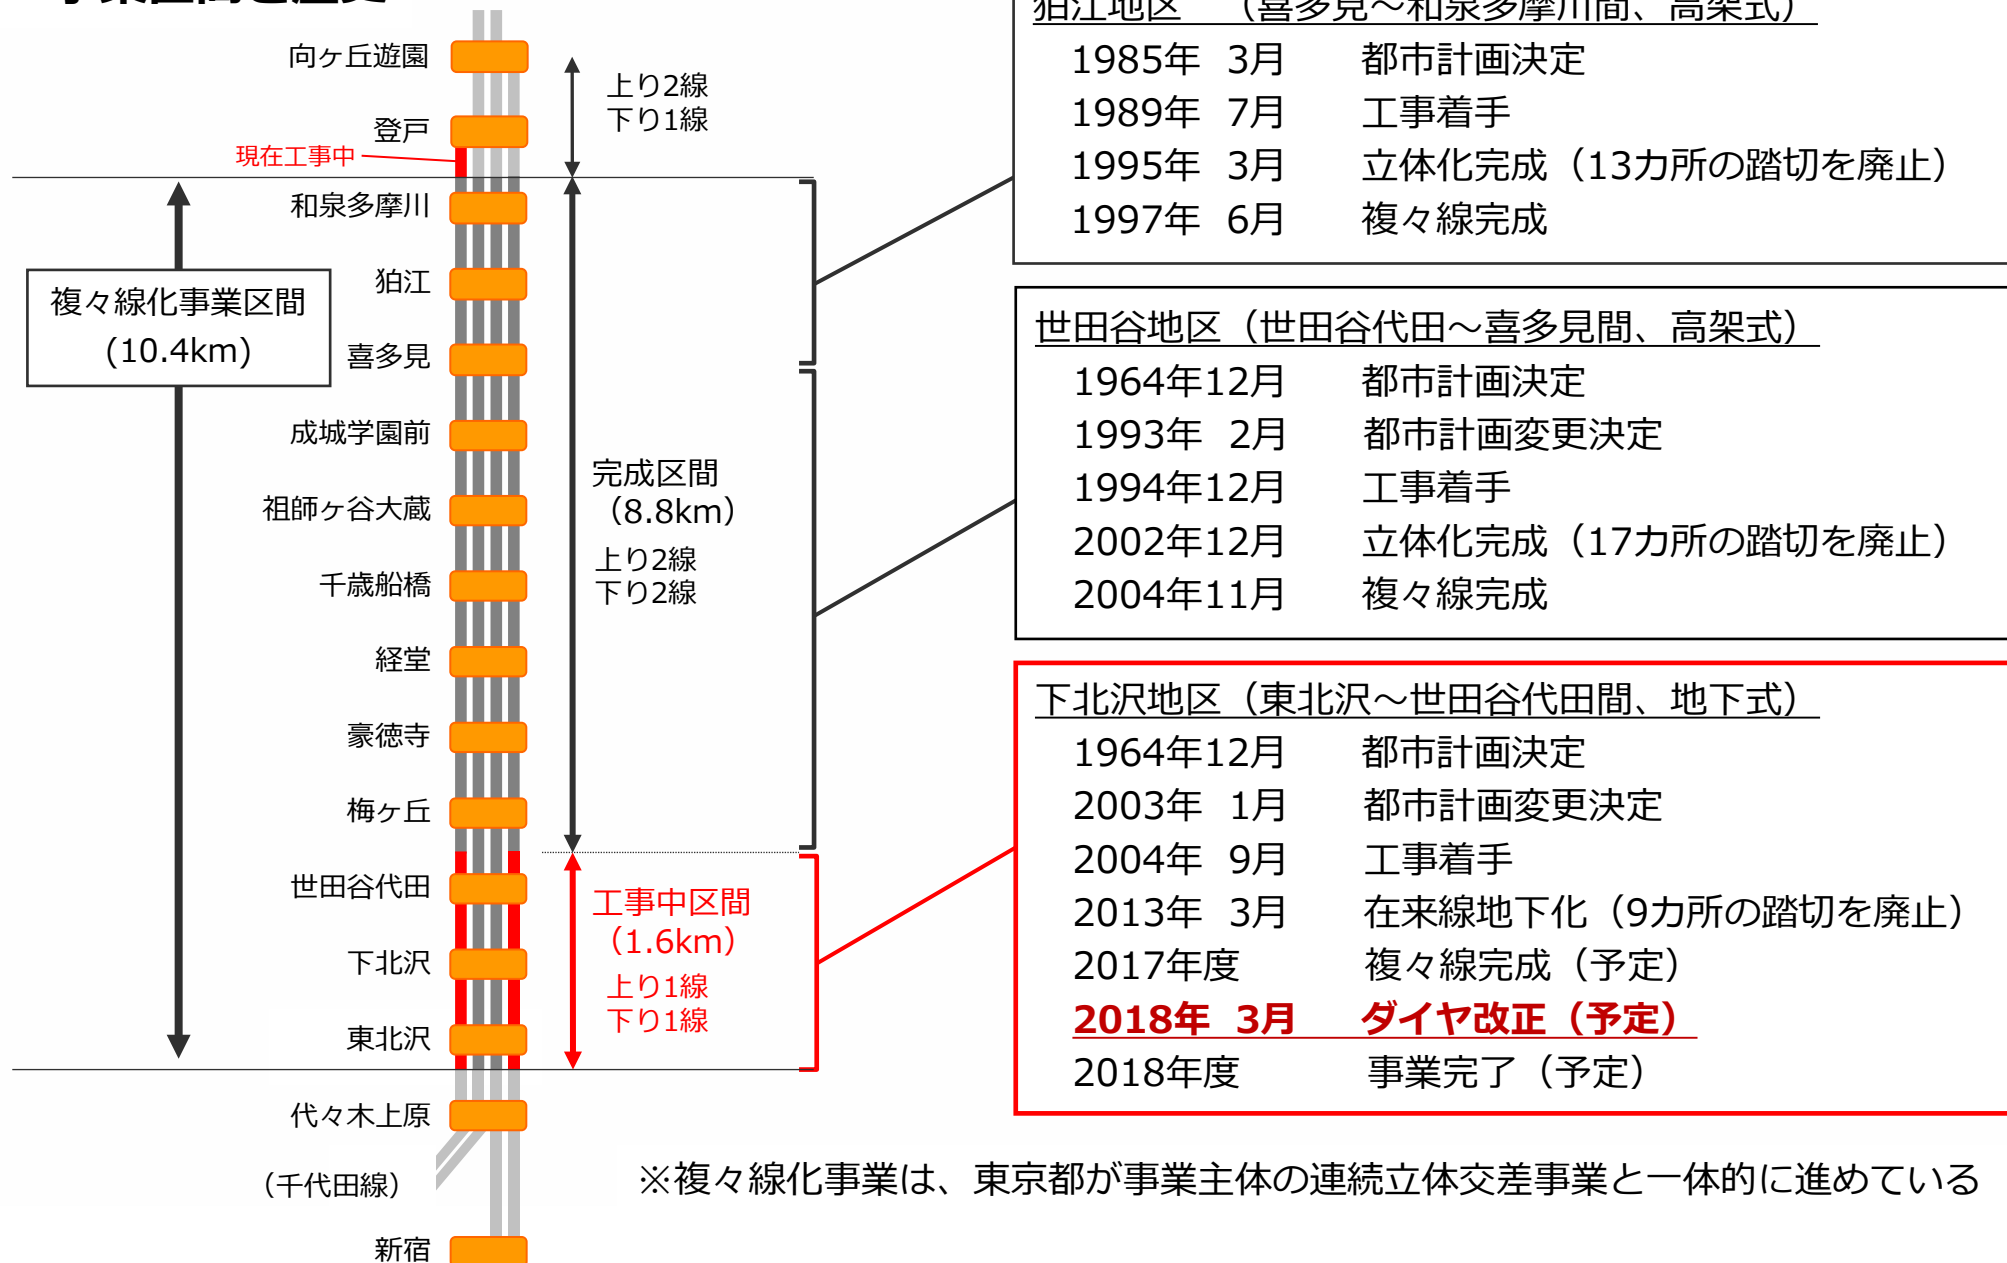 事業区間と歴史
向ヶ丘遊園
登戸
現在工事中
和泉多摩川
狛江
喜多見
成城学園前
祖師ヶ谷大蔵
千歳船橋
経堂
豪徳寺
梅ヶ丘
世田谷代田
下北沢
東北沢
代々木上原
（千代田線）
新宿
複々線化事業区間
(10.4km)
上り2線
下り1線
完成区間
（8.8km）
上り2線
下り2線
工事中区間
（1.6km）
上り1線
下り1線
狛江地区　（喜多見～和泉多摩川間、高架式）
1985年 3月　都市計画決定
1989年 7月　工事着手
1995年 3月　立体化完成（13カ所の踏切を廃止）
1997年 6月　複々線完成
世田谷地区（世田谷代田～喜多見間、高架式）
1964年12月　都市計画決定
1993年 2月　都市計画変更決定
1994年12月　工事着手
2002年12月　立体化完成（17カ所の踏切を廃止）
2004年11月　複々線完成
下北沢地区（東北沢～世田谷代田間、地下式）
1964年12月　都市計画決定
2003年 1月　都市計画変更決定
2004年 9月　工事着手
2013年 3月　在来線地下化（9カ所の踏切を廃止）
2017年度　複々線完成（予定）
2018年 3月　ダイヤ改正（予定）
2018年度　事業完了（予定）
※複々線化事業は、東京都が事業主体の連続立体交差事業と一体的に進めている